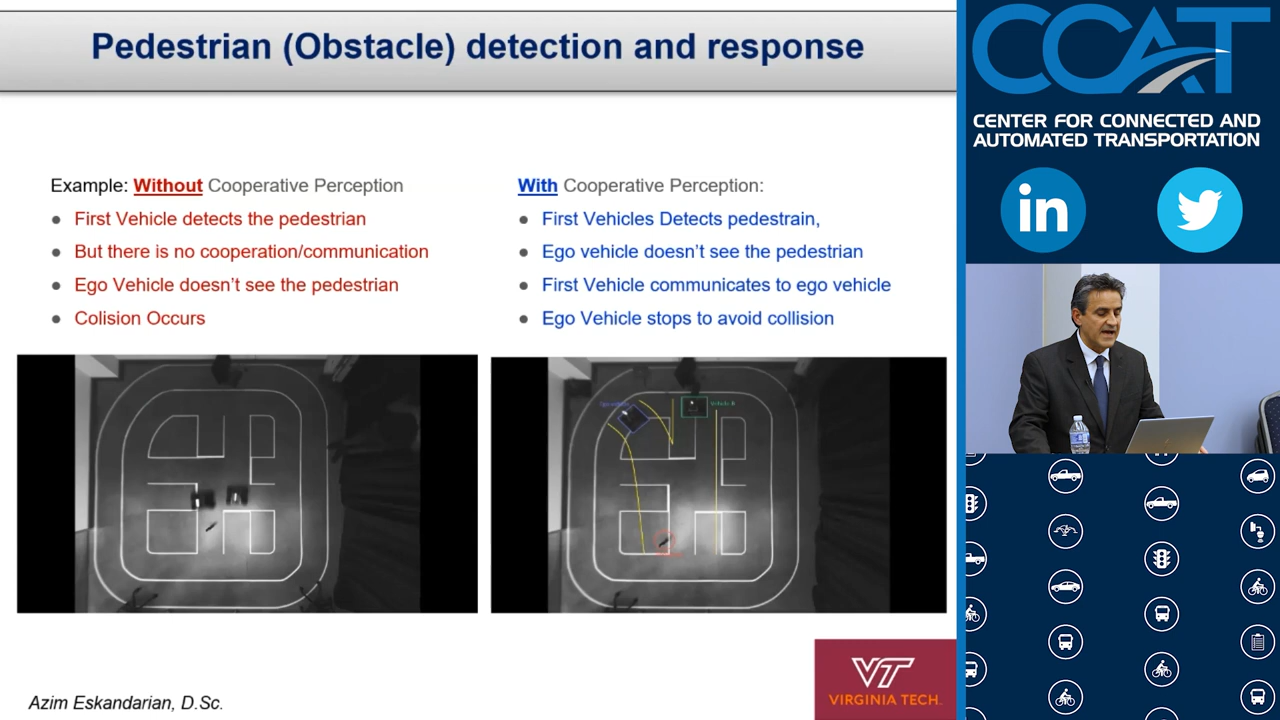 Pedestrian (Obstacle) detection and response
Example: Without Cooperative Perception
First Vehicle detects the pedestrian
But there is no cooperation/communication
Ego Vehicle doesn't see the pedestrian
Colision Occurs
With Cooperative Perception:
First Vehicles Detects pedestrain,
Ego vehicle doesn't see the pedestrian
First Vehicle communicates to ego vehicle
Ego Vehicle stops to avoid collision
Vehicle B
Azim Eskandarian, D.Sc.
VT
VIRGINIA TECH.
CCAT
CENTER FOR CONNECTED AND
AUTOMATED TRANSPORTATION
in